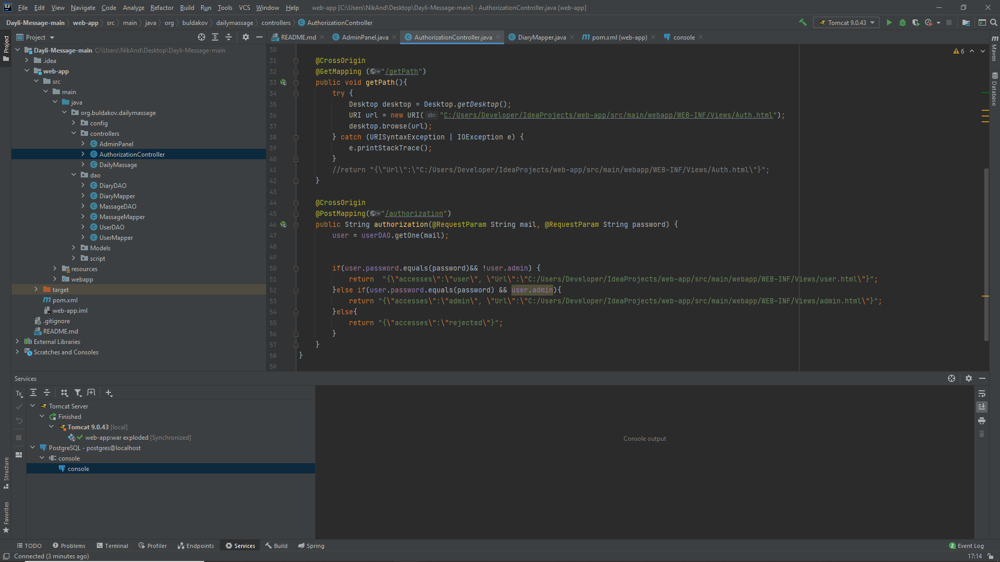 File Edit View Navigate Code Analyze Refactor Build Run Tools VCS Window Help web-app [C:\Users\NikAnd\Desktop\Dayli-Message-main] - AuthorizationController.java [web-app]
Dayli-Message-main web-app src main java org buldakov dailymassage controllers AuthorizationController Tomcat 9.0.43
Project
README.md AdminPanel.java AuthorizationController.java DiaryMapper.java pom.xml (web-app) console
Project
Maven
Database
Structure
Favorites
Dayli-Message-main C:\Users\NikAnd\Desktop\Dayli-Message-main
.idea
web-app
src
main
java
org.buldakov.dailymassage
config
controllers
AdminPanel
AuthorizationController
DailyMassage
dao
DiaryDAO
DiaryMapper
MassageDAO
MassageMapper
UserDAO
UserMapper
Models
script
resources
webapp
target
pom.xml
web-app.iml
.gitignore
README.md
External Libraries
Scratches and Consoles
6
30
31 @CrossOrigin
32 @GetMapping ("/getPath")
33 public void getPath(){
34 try {
35 Desktop desktop = Desktop.getDesktop();
36 URI url = new URI( str: "C:/Users/Developer/IdeaProjects/web-app/src/main/webapp/WEB-INF/Views/Auth.html");
37 desktop.browse(url);
38 } catch (URISyntaxException | IOException e) {
39 e.printStackTrace();
40 }
41 //return "{\"Url\":\"C:/Users/Developer/IdeaProjects/web-app/src/main/webapp/WEB-INF/Views/Auth.html\"}";
42 }
43
44 @CrossOrigin
45 @PostMapping("/authorization")
46 public String authorization(@RequestParam String mail, @RequestParam String password) {
47 user = userDAO.getOne(mail);
48
49
50 if(user.password.equals(password)&& !user.admin) {
51 return  "{\"accesses\":\"user\", \"Url\":\"C:/Users/Developer/IdeaProjects/web-app/src/main/webapp/WEB-INF/Views/user.html\"}";
52 }else if(user.password.equals(password) && user.admin){
53 return "{\"accesses\":\"admin\", \"Url\":\"C:/Users/Developer/IdeaProjects/web-app/src/main/webapp/WEB-INF/Views/admin.html\"}";
54 }else{
55 return "{\"accesses\":\"rejected\"}";
56 }
57 }
58 }
59
Services
Tx
Tomcat Server
Finished
Tomcat 9.0.43 [local]
web-app:war exploded [Synchronized]
PostgreSQL - postgres@localhost
console
console
Console output
TODO Problems Terminal Profiler Endpoints Services Build Spring 2 Event Log
Connected (3 minutes ago) 17:14